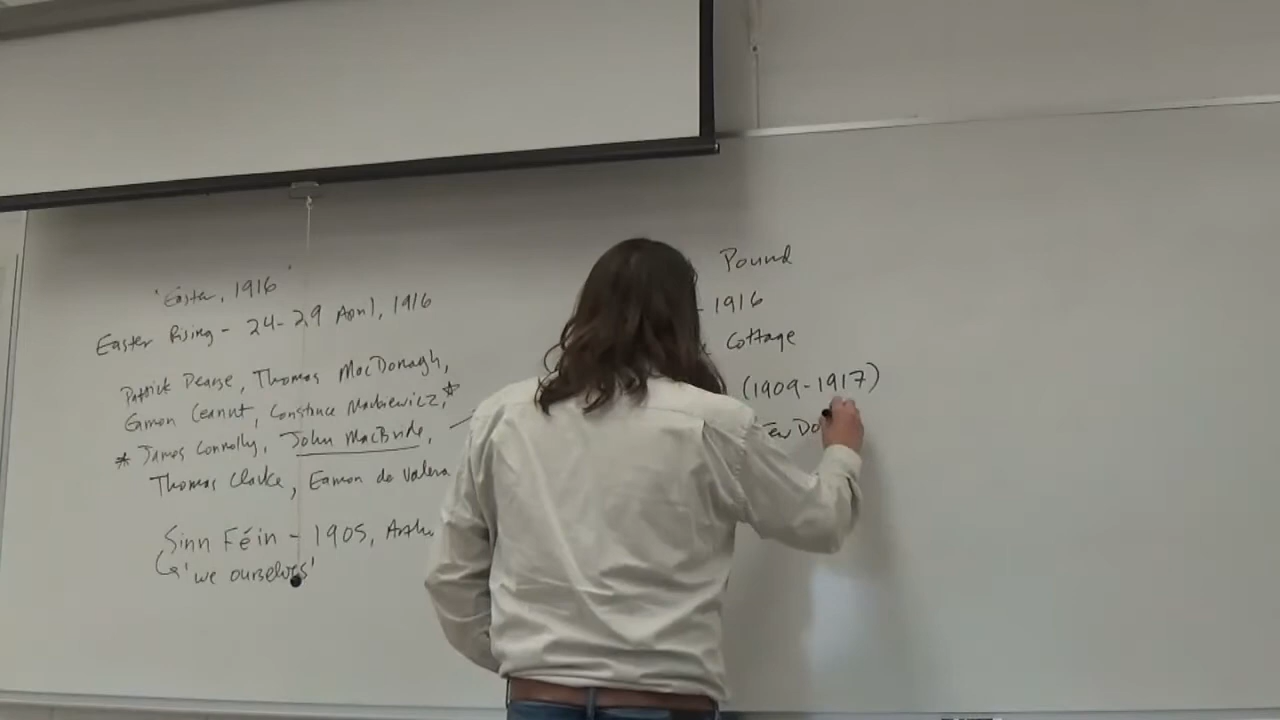 'Easter, 1916'
Easter Rising - 24-29 April, 1916
Patrick Pearse, Thomas MacDonagh,
Eamon Ceannt, Constance Markiewicz,*
* James Connolly, John MacBride,
Thomas Clarke, Eamon de Valera
Sinn Féin - 1905, Arthu
↳ 'we ourselves'
Pound
- 1916
Cottage
(1909-1917)